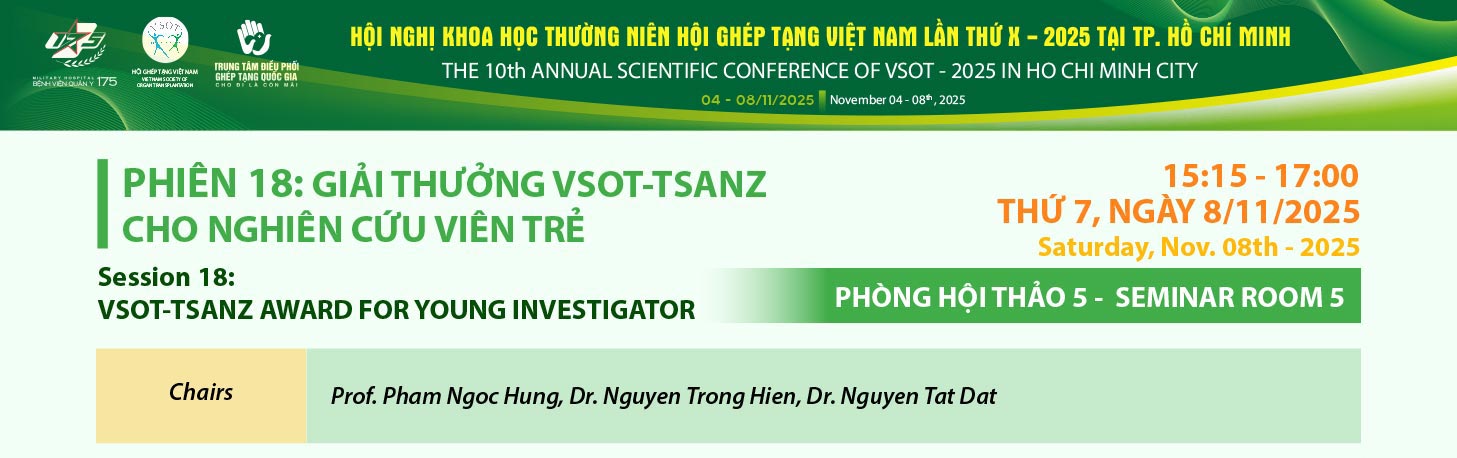 175
MILITARY HOSPITAL
BỆNH VIỆN QUÂN Y 175
VSOT
HỘI GHÉP TẠNG VIỆT NAM
VIETNAM SOCIETY OF
ORGAN TRANSPLANTATION
TRUNG TÂM ĐIỀU PHỐI
GHÉP TẠNG QUỐC GIA
CHO ĐI LÀ CÒN MÃI
HỘI NGHỊ KHOA HỌC THƯỜNG NIÊN HỘI GHÉP TẠNG VIỆT NAM LẦN THỨ X – 2025 TẠI TP. HỒ CHÍ MINH
THE 10th ANNUAL SCIENTIFIC CONFERENCE OF VSOT - 2025 IN HO CHI MINH CITY
04 - 08/11/2025 November 04 - 08th, 2025
PHIÊN 18: GIẢI THƯỞNG VSOT-TSANZ
CHO NGHIÊN CỨU VIÊN TRẺ
15:15 - 17:00
THỨ 7, NGÀY 8/11/2025
Saturday, Nov. 08th - 2025
Session 18:
VSOT-TSANZ AWARD FOR YOUNG INVESTIGATOR
PHÒNG HỘI THẢO 5 - SEMINAR ROOM 5
Chairs
Prof. Pham Ngoc Hung, Dr. Nguyen Trong Hien, Dr. Nguyen Tat Dat